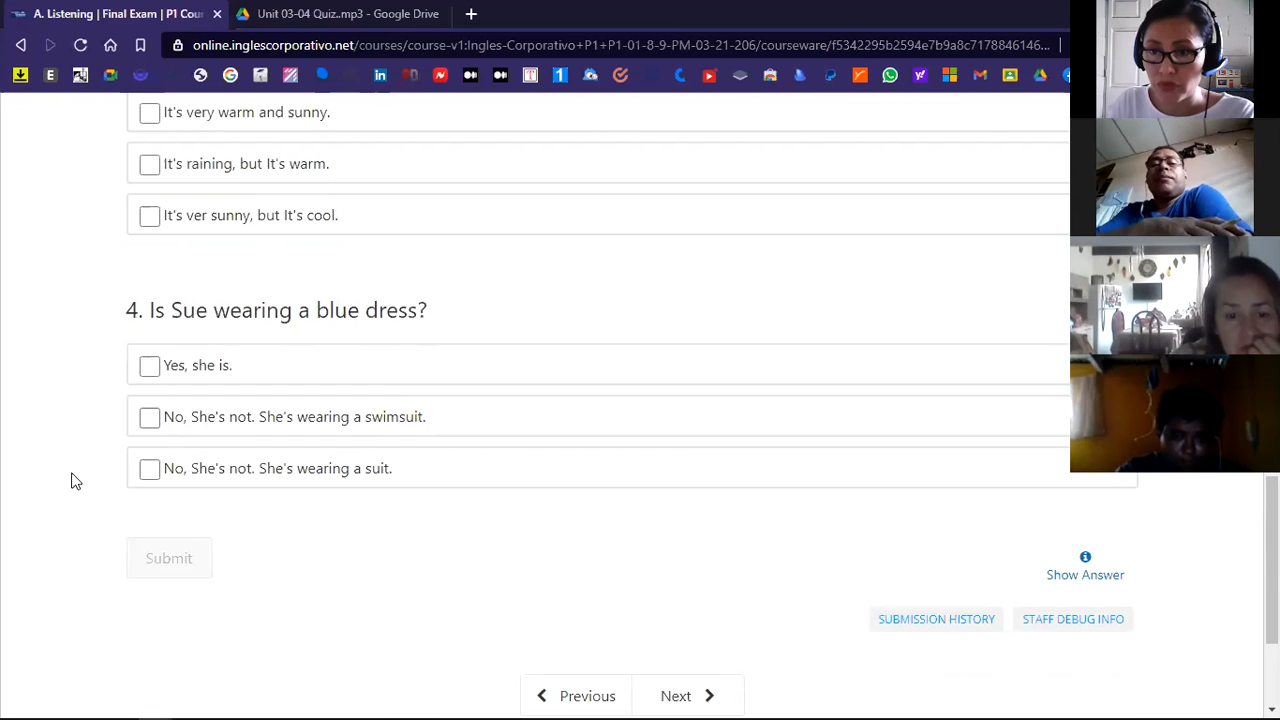 A. Listening | Final Exam | P1 Cour
Unit 03-04 Quiz..mp3 - Google Drive
online.inglescorporativo.net/courses/course-v1:Ingles-Corporativo+P1+P1-01-8-9-PM-03-21-206/courseware/f5342295b2594e7b9a8c7178846146...
It's very warm and sunny.
It's raining, but It's warm.
It's ver sunny, but It's cool.
4. Is Sue wearing a blue dress?
Yes, she is.
No, She's not. She's wearing a swimsuit.
No, She's not. She's wearing a suit.
Submit
Show Answer
SUBMISSION HISTORY
STAFF DEBUG INFO
Previous
Next